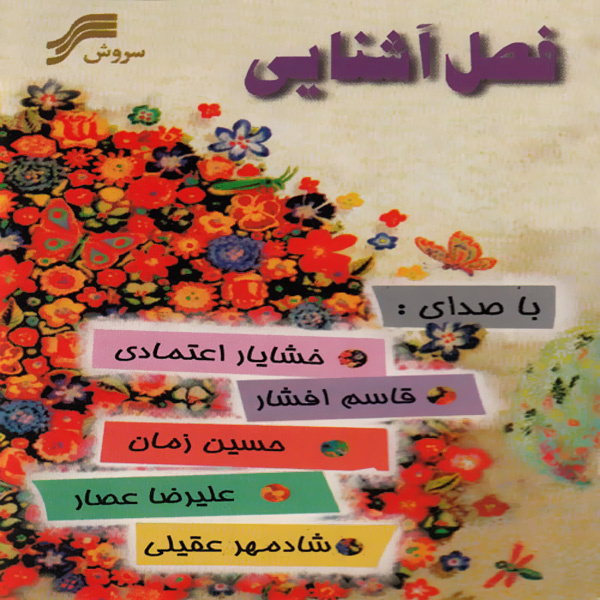 سروش
فصل آشنایی
با صدای :
خشایار اعتمادی
قاسم افشار
حسین زمان
علیرضا عصار
شادمهر عقیلی